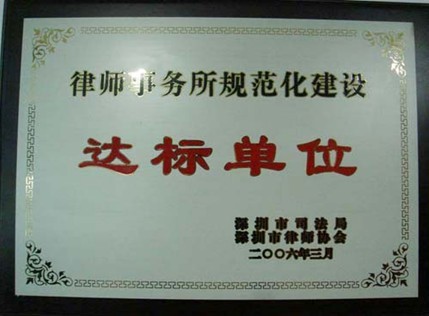 律师事务所规范化建设
达标单位
深圳市司法局
深圳市律师协会
二〇〇六年三月